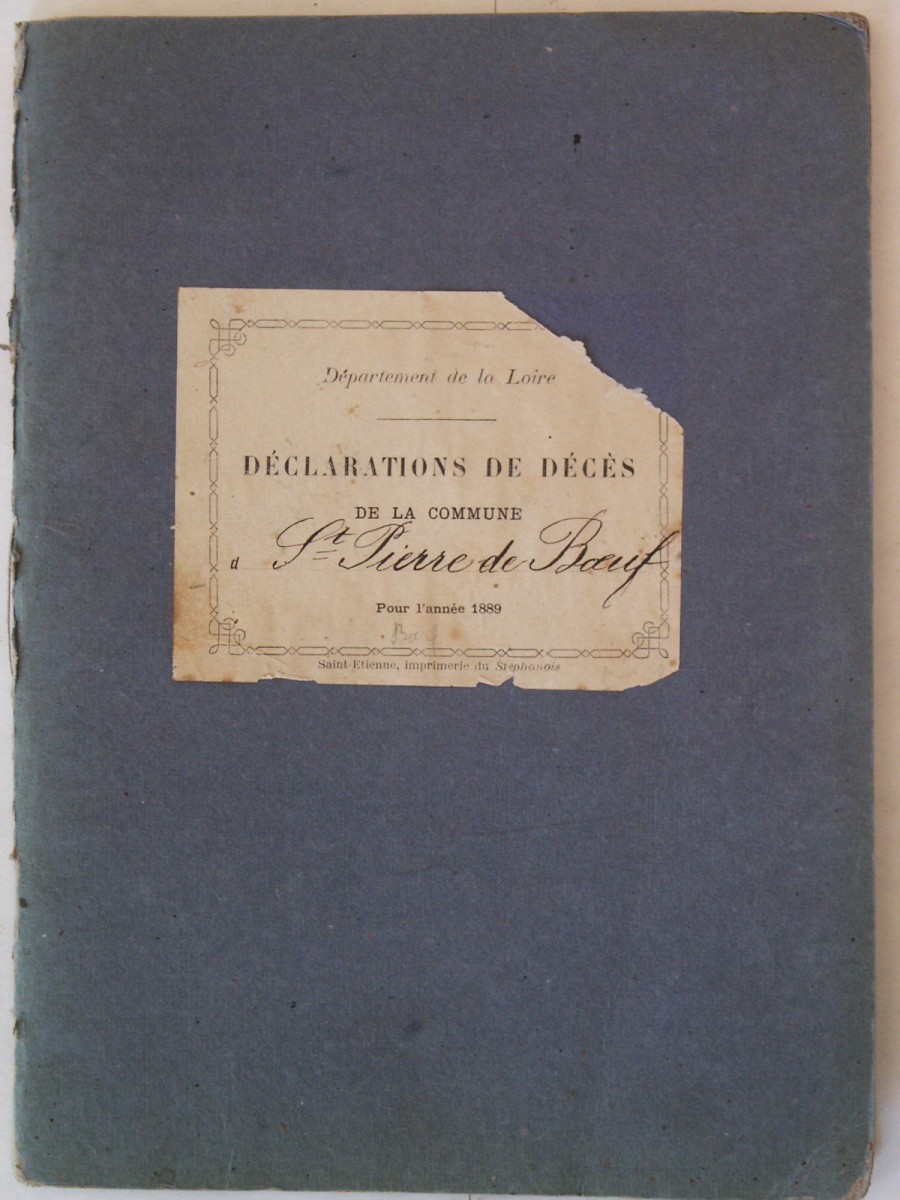 Département de la Loire
DÉCLARATIONS DE DÉCÈS
DE LA COMMUNE
d St Pierre de Bœuf
Pour l'année 1889
Bœuf
Saint-Etienne, imprimerie du Stéphanois